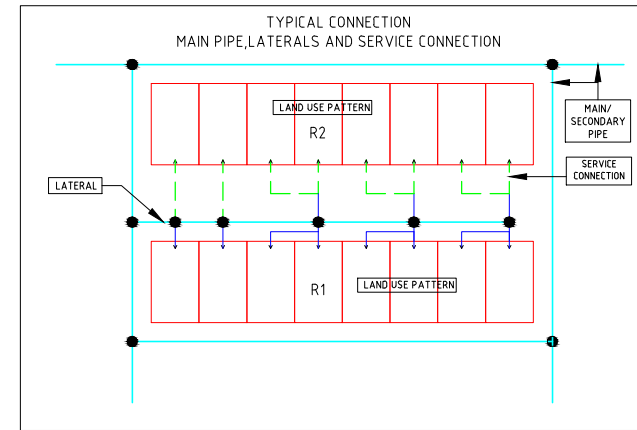 TYPICAL CONNECTION
MAIN PIPE,LATERALS AND SERVICE CONNECTION
LAND USE PATTERN
R2
MAIN/
SECONDARY
PIPE
SERVICE
CONNECTION
LATERAL
R1
LAND USE PATTERN